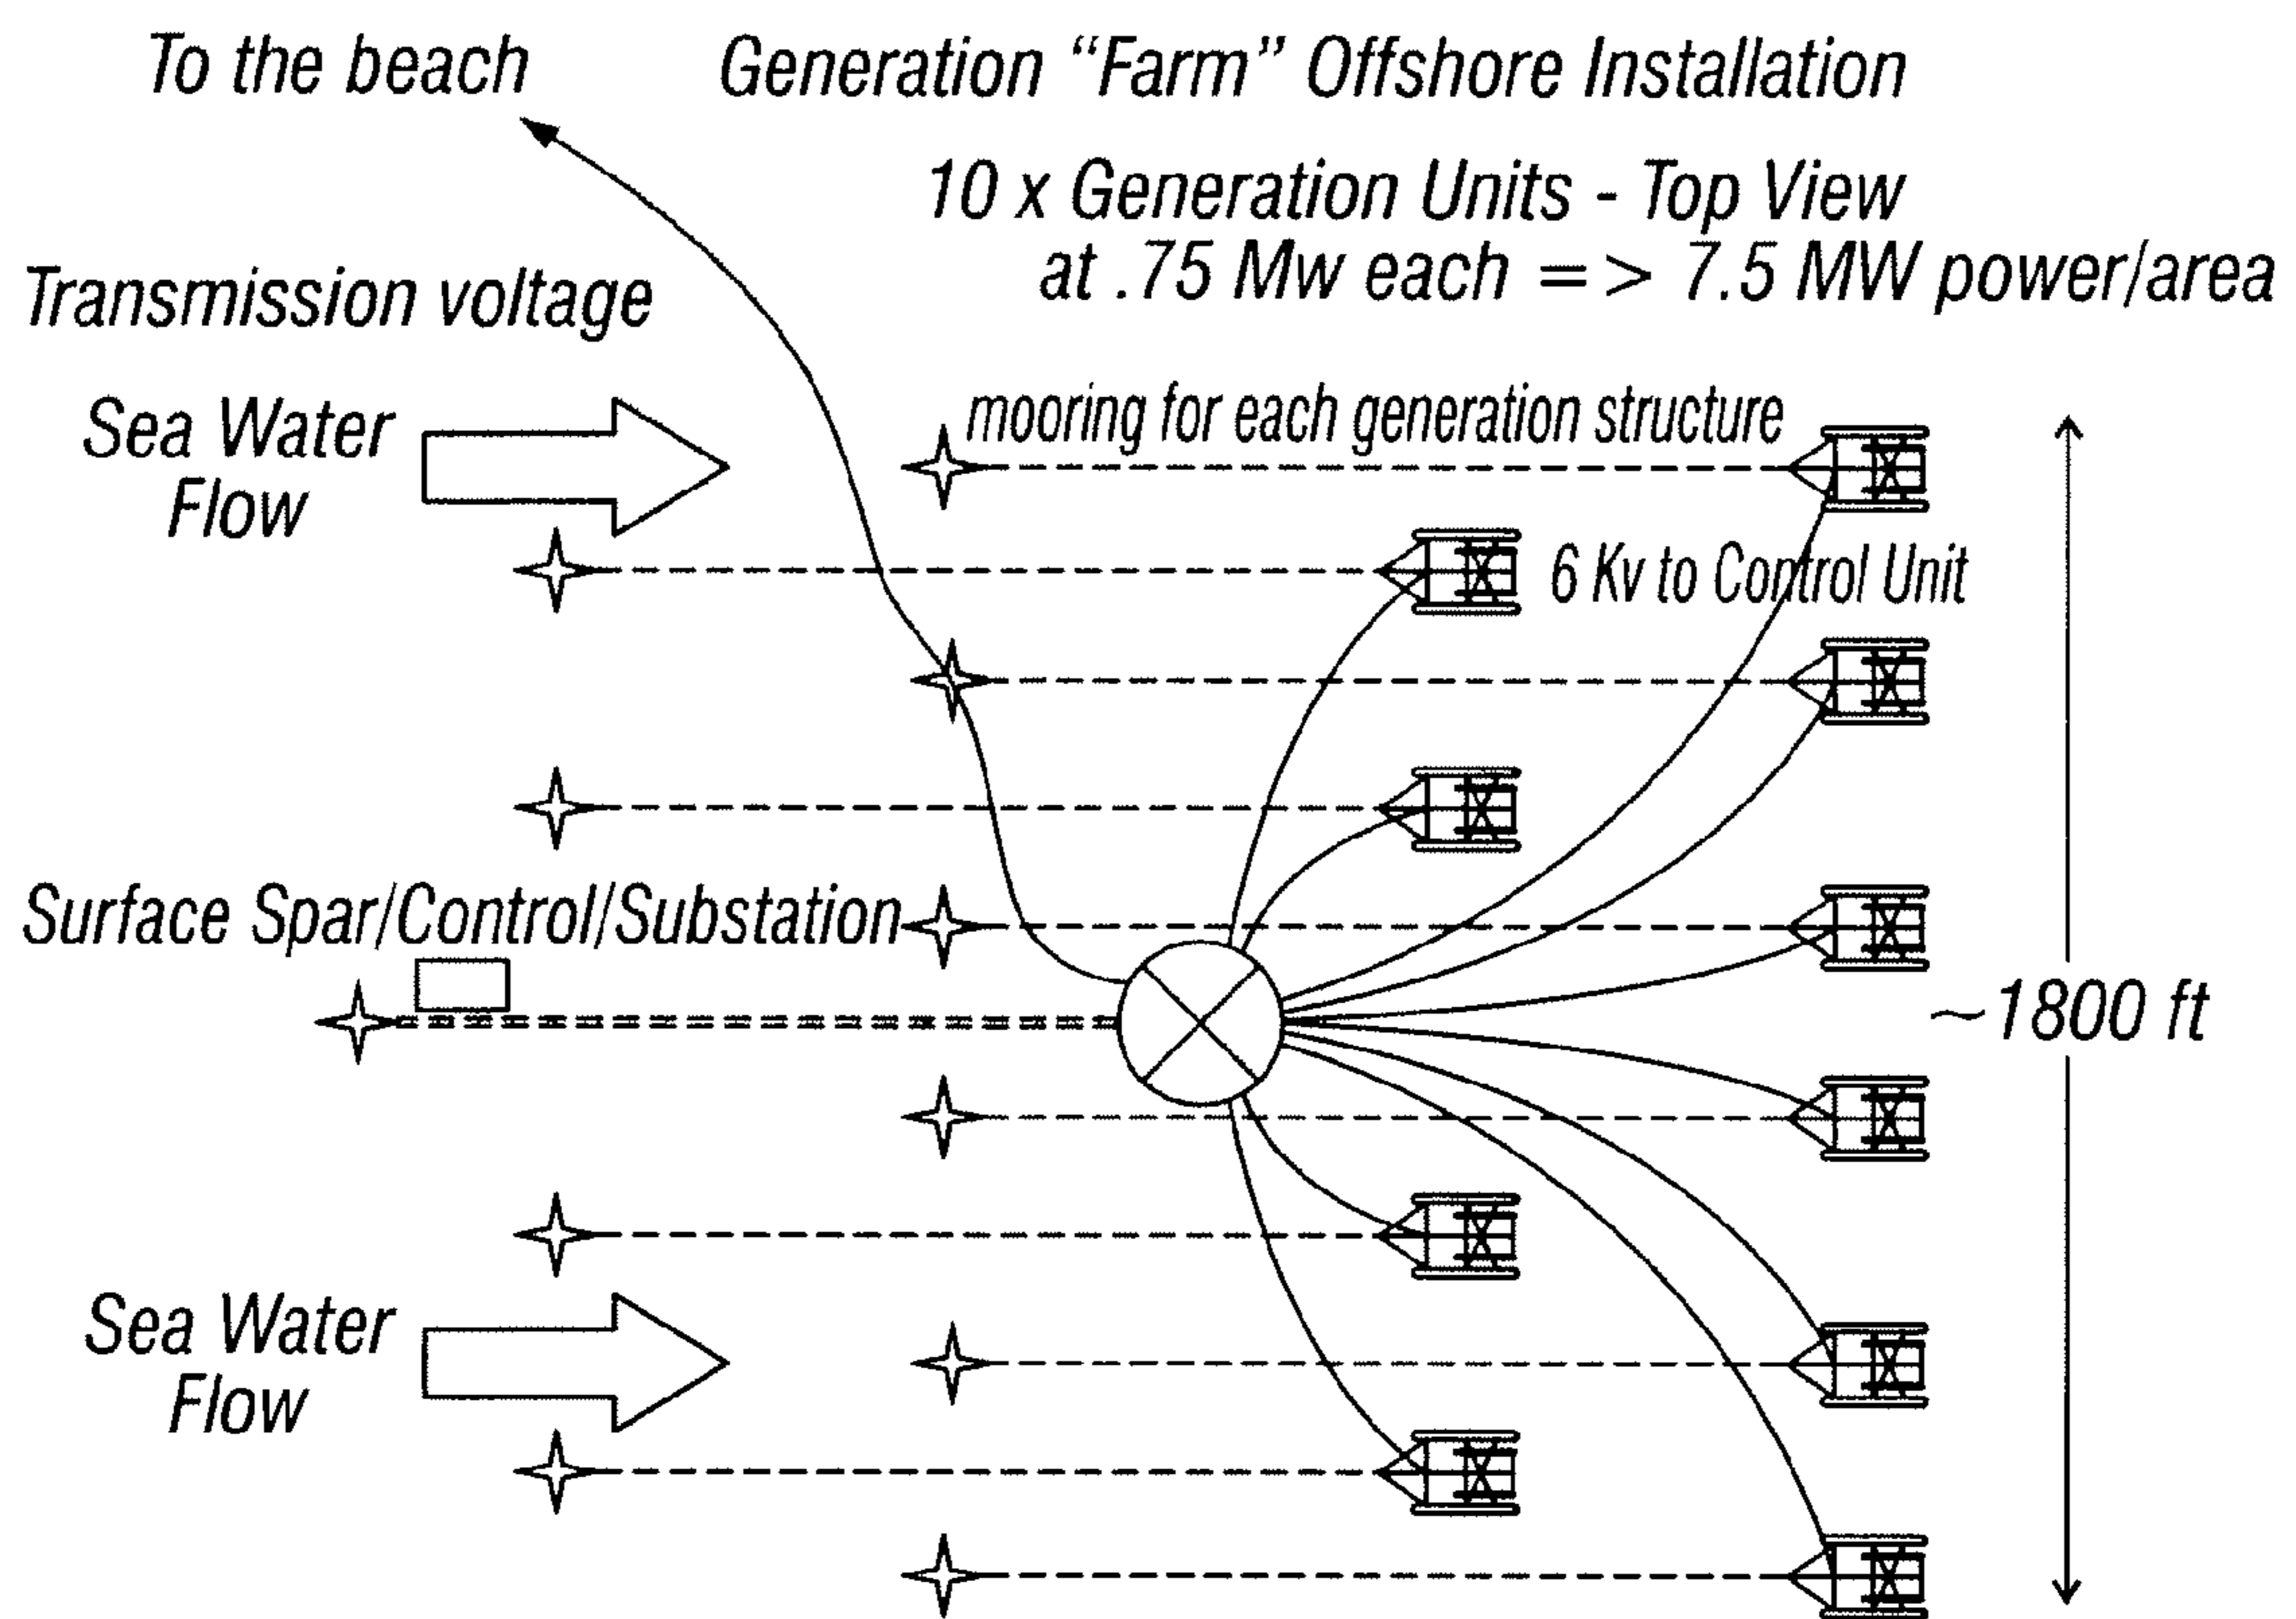 To the beach
Generation “Farm” Offshore Installation
10 x Generation Units - Top View
at .75 Mw each = > 7.5 MW power/area
Transmission voltage
Sea Water
Flow
mooring for each generation structure
6 Kv to Control Unit
Surface Spar/Control/Substation
~1800 ft
Sea Water
Flow